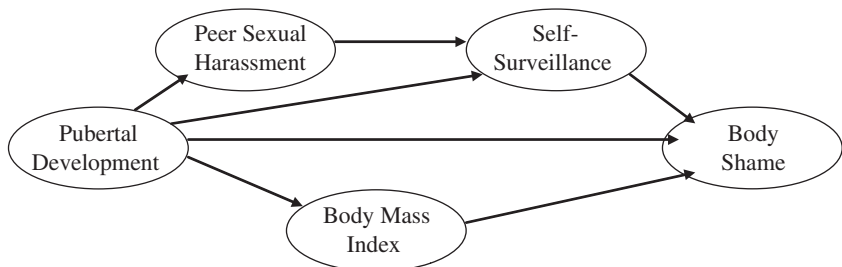 Peer Sexual
Harassment
Self-
Surveillance
Pubertal
Development
Body
Shame
Body Mass
Index